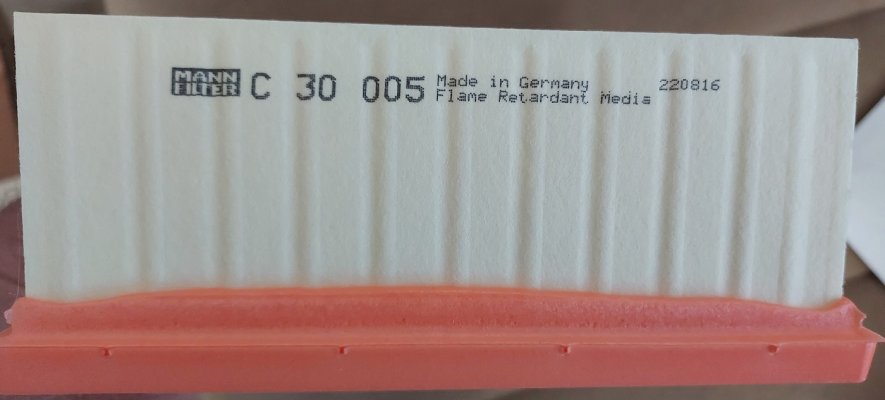 MANN
FILTER
C 30 005
Made in Germany
Flame Retardant Media
220816